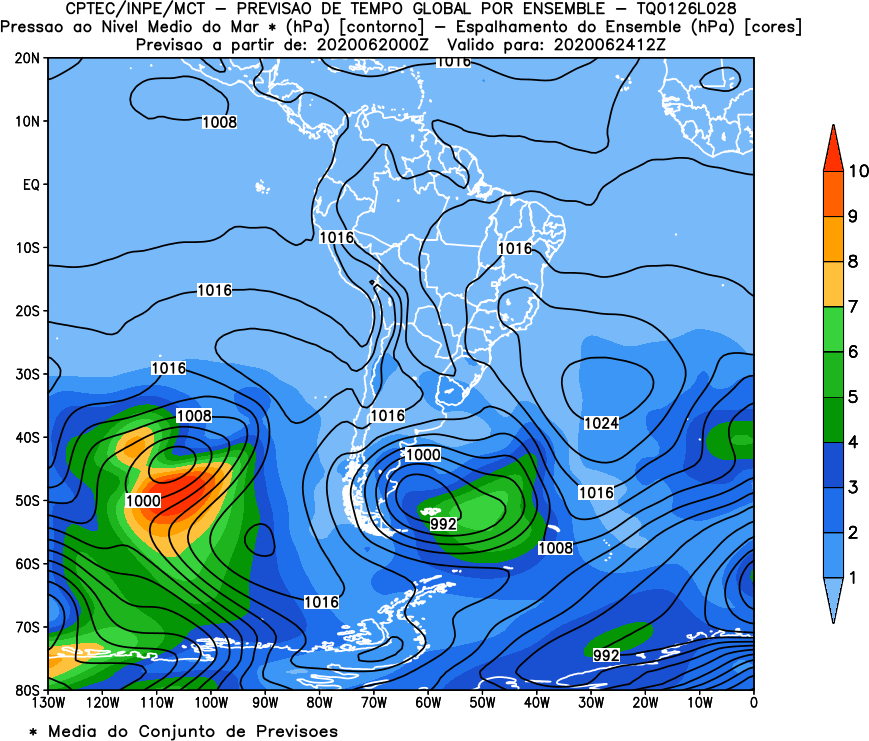 CPTEC/INPE/MCT - PREVISAO DE TEMPO GLOBAL POR ENSEMBLE - TQ0126L028
Pressao ao Nivel Medio do Mar * (hPa) [contorno] - Espalhamento do Ensemble (hPa) [cores]
Previsao a partir de: 2020062000Z Valido para: 2020062412Z
20N
1016
10N
1008
10
EQ
9
1016
1016
10S
8
1016
20S
7
6
30S
1016
5
1008
1016
1024
40S
4
1000
1016
3
50S
1000
992
2
1008
60S
1
1016
70S
992
80S
130W 120W 110W 100W 90W 80W 70W 60W 50W 40W 30W 20W 10W 0
* Media do Conjunto de Previsoes